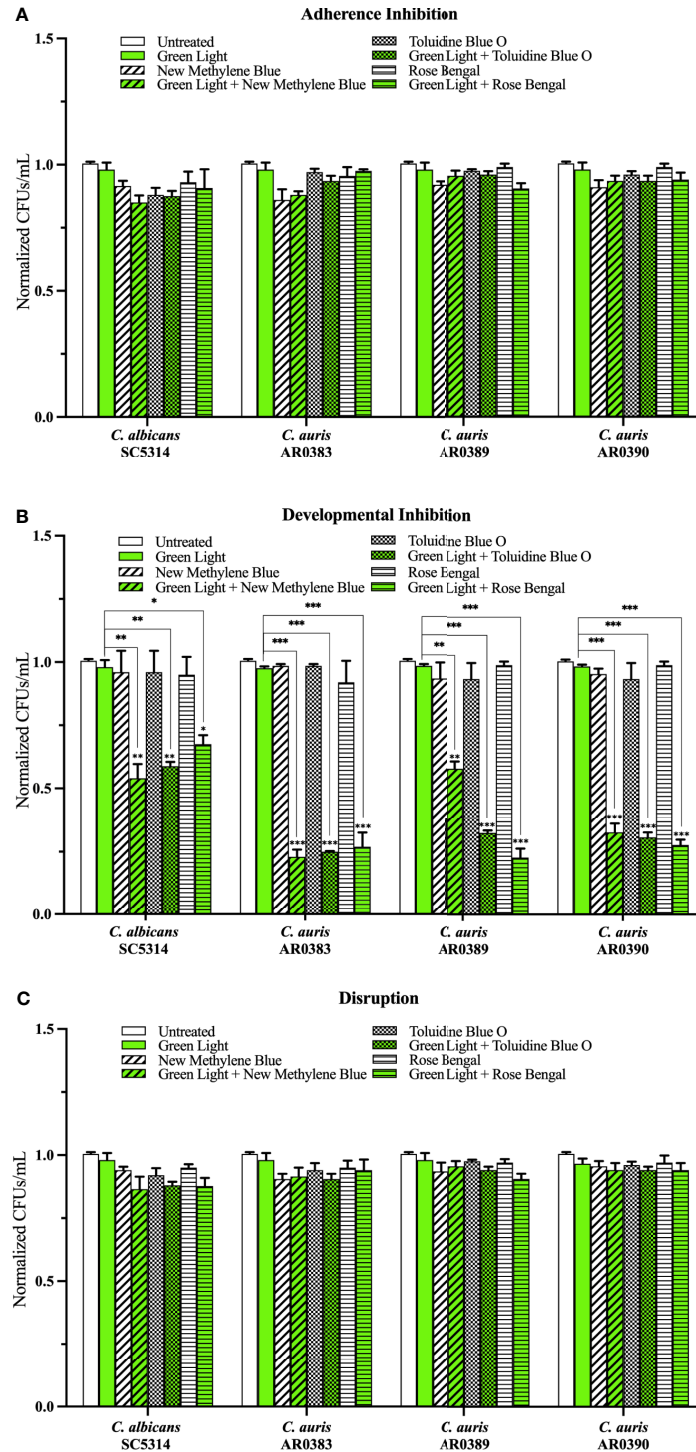 A
Adherence Inhibition
1.5
Untreated
Toluidine Blue O
Green Light
Green Light + Toluidine Blue O
New Methylene Blue
Rose Bengal
Green Light + New Methylene Blue
Green Light + Rose Bengal
Normalized CFUs/mL
1.0
0.5
0.0
C. albicans
SC5314
C. auris
AR0383
C. auris
AR0389
C. auris
AR0390
B
Developmental Inhibition
1.5
Untreated
Toluidine Blue O
Green Light
Green Light + Toluidine Blue O
New Methylene Blue
Rose Bengal
Green Light + New Methylene Blue
Green Light + Rose Bengal
* *** *** ***
** *** *** ***
** *** ** ***
Normalized CFUs/mL
1.0
0.5
0.0
** ** *
*** *** ***
** *** ***
*** *** ***
C. albicans
SC5314
C. auris
AR0383
C. auris
AR0389
C. auris
AR0390
C
Disruption
1.5
Untreated
Toluidine Blue O
Green Light
Green Light + Toluidine Blue O
New Methylene Blue
Rose Bengal
Green Light + New Methylene Blue
Green Light + Rose Bengal
Normalized CFUs/mL
1.0
0.5
0.0
C. albicans
SC5314
C. auris
AR0383
C. auris
AR0389
C. auris
AR0390